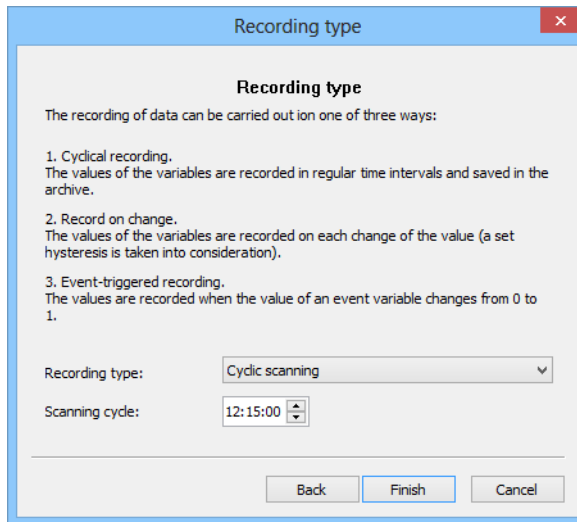 Recording type
Recording type
The recording of data can be carried out ion one of three ways:
1. Cyclical recording.
The values of the variables are recorded in regular time intervals and saved in the
archive.
2. Record on change.
The values of the variables are recorded on each change of the value (a set
hysteresis is taken into consideration).
3. Event-triggered recording.
The values are recorded when the value of an event variable changes from 0 to
1.
Recording type: Cyclic scanning
Scanning cycle: 12:15:00
Back Finish Cancel